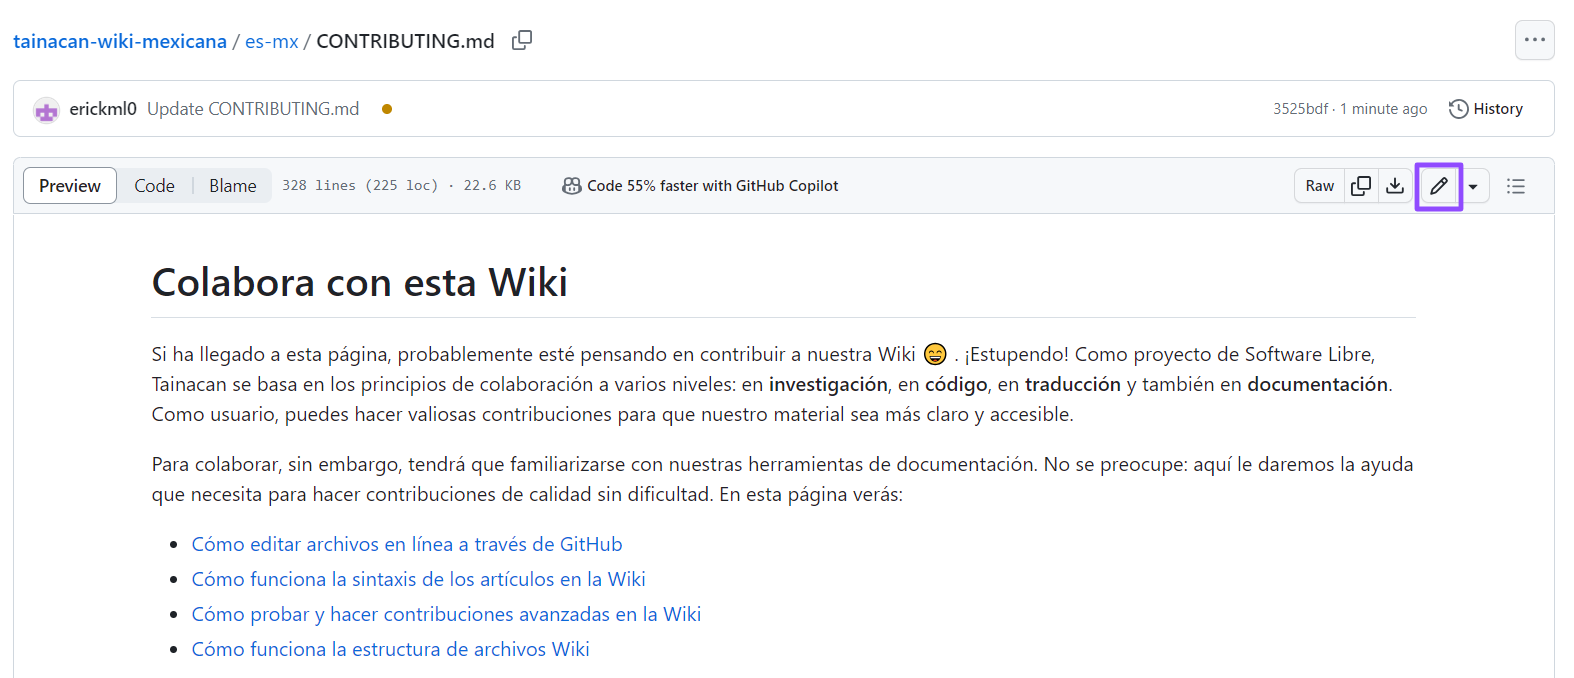 tainacan-wiki-mexicana / es-mx / CONTRIBUTING.md
erickml0 Update CONTRIBUTING.md 3525bdf · 1 minute ago History
Preview Code Blame 328 lines (225 loc) · 22.6 KB Code 55% faster with GitHub Copilot Raw
Colabora con esta Wiki
Si ha llegado a esta página, probablemente esté pensando en contribuir a nuestra Wiki 😄 . ¡Estupendo! Como proyecto de Software Libre,
Tainacan se basa en los principios de colaboración a varios niveles: en investigación, en código, en traducción y también en documentación.
Como usuario, puedes hacer valiosas contribuciones para que nuestro material sea más claro y accesible.
Para colaborar, sin embargo, tendrá que familiarizarse con nuestras herramientas de documentación. No se preocupe: aquí le daremos la ayuda
que necesita para hacer contribuciones de calidad sin dificultad. En esta página verás:
• Cómo editar archivos en línea a través de GitHub
• Cómo funciona la sintaxis de los artículos en la Wiki
• Cómo probar y hacer contribuciones avanzadas en la Wiki
• Cómo funciona la estructura de archivos Wiki